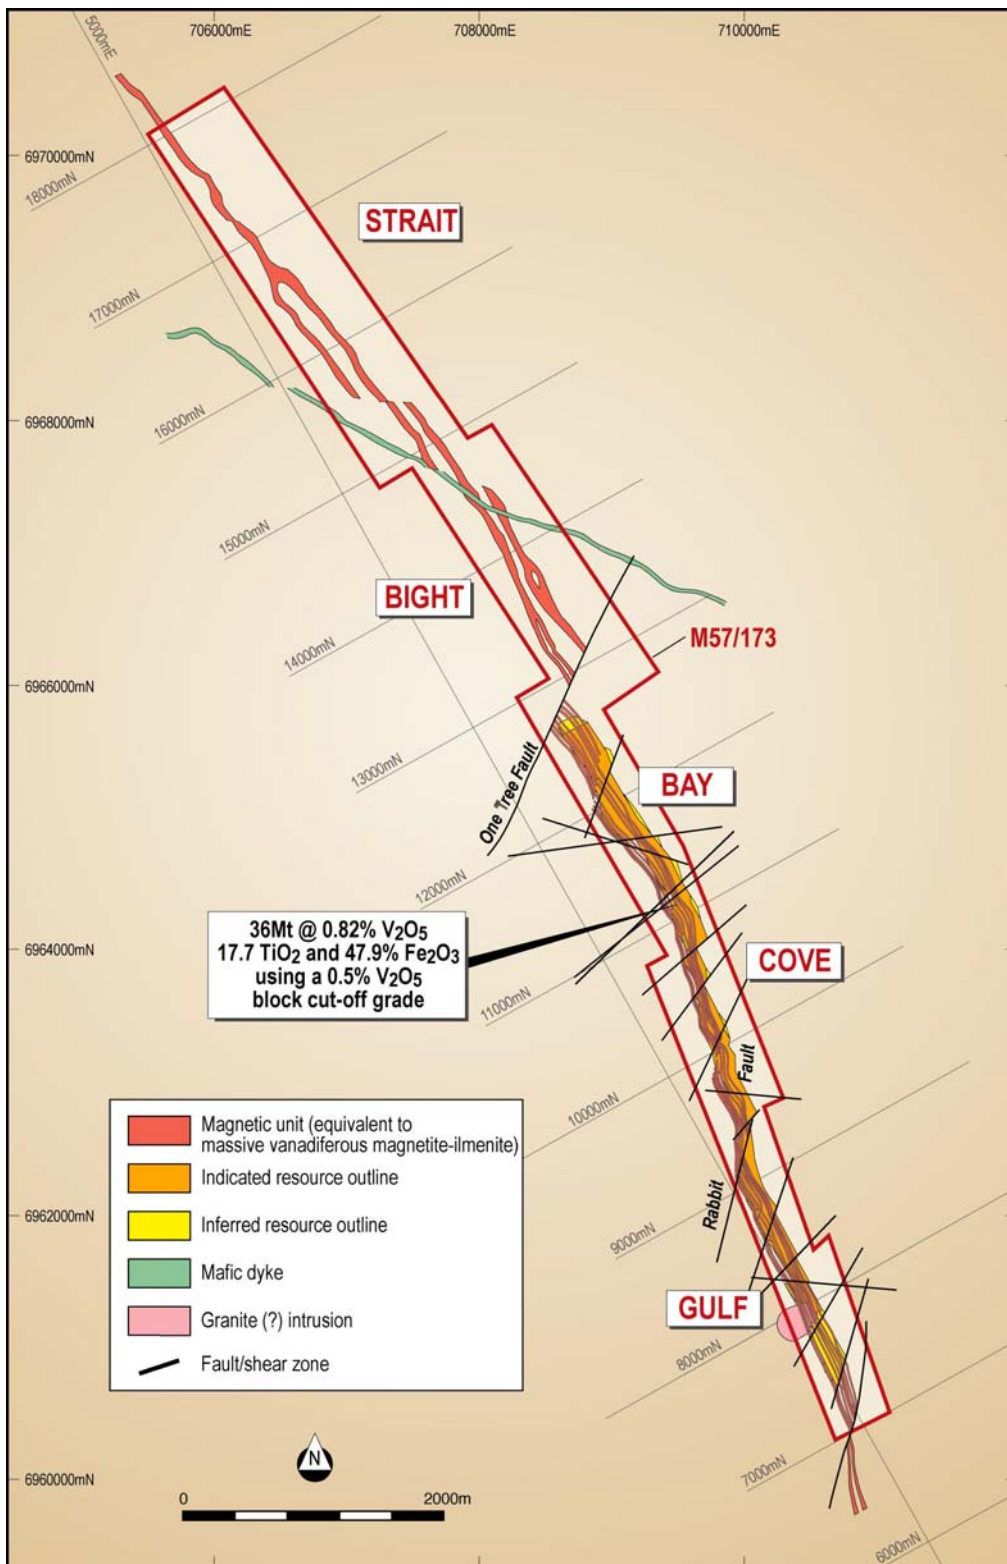 706000mE
708000mE
710000mE
5000mE
6970000mN
18000mN
STRAIT
17000mN
6968000mN
16000mN
15000mN
BIGHT
14000mN
M57/173
6966000mN
13000mN
One Tree Fault
BAY
12000mN
36Mt @ 0.82% V2O5
17.7 TiO2 and 47.9% Fe2O3
using a 0.5% V2O5
block cut-off grade
6964000mN
COVE
11000mN
Fault
10000mN
Magnetic unit (equivalent to
massive vanadiferous magnetite-ilmenite)
Indicated resource outline
Inferred resource outline
Mafic dyke
Granite (?) intrusion
Fault/shear zone
Rabbit
6962000mN
9000mN
GULF
8000mN
N
6960000mN
7000mN
0
2000m
6000mN